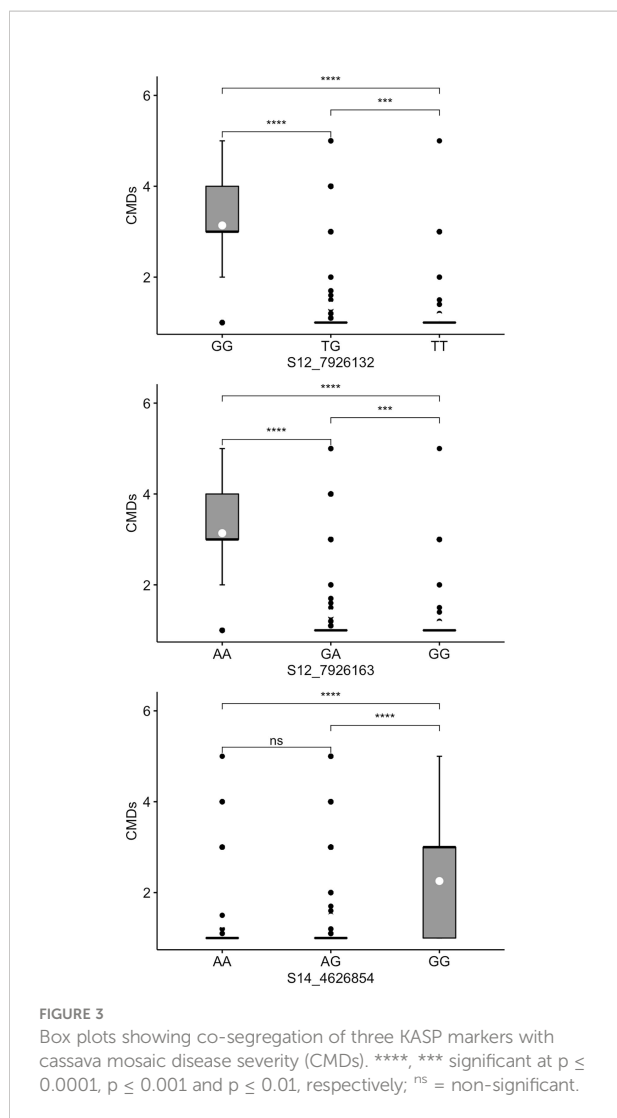 ****
6
***
****
4
CMDs
2
GG TG TT
S12_7926132
****
6
***
****
4
CMDs
2
AA GA GG
S12_7926163
****
6
****
ns
4
CMDs
2
AA AG GG
S14_4626854
FIGURE 3
Box plots showing co-segregation of three KASP markers with
cassava mosaic disease severity (CMDs). ****, *** significant at p ≤
0.0001, p ≤ 0.001 and p ≤ 0.01, respectively; ns = non-significant.